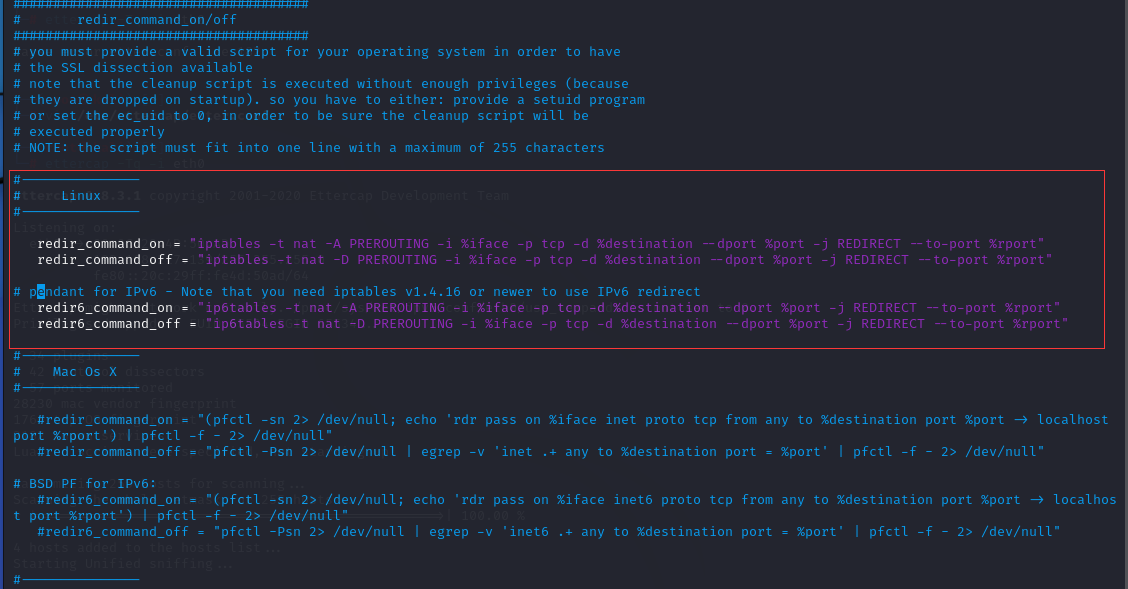 #####################################
#       redir_command_on/off
#####################################
# you must provide a valid script for your operating system in order to have
# the SSL dissection available
# note that the cleanup script is executed without enough privileges (because
# they are dropped on startup). so you have to either: provide a setuid program
# or set the ec_uid to 0, in order to be sure the cleanup script will be
# executed properly
# NOTE: the script must fit into one line with a maximum of 255 characters
#---------------
#     Linux
#---------------
redir_command_on = "iptables -t nat -A PREROUTING -i %iface -p tcp -d %destination --dport %port -j REDIRECT --to-port %rport"
redir_command_off = "iptables -t nat -D PREROUTING -i %iface -p tcp -d %destination --dport %port -j REDIRECT --to-port %rport"
# pendant for IPv6 - Note that you need iptables v1.4.16 or newer to use IPv6 redirect
redir6_command_on = "ip6tables -t nat -A PREROUTING -i %iface -p tcp -d %destination --dport %port -j REDIRECT --to-port %rport"
redir6_command_off = "ip6tables -t nat -D PREROUTING -i %iface -p tcp -d %destination --dport %port -j REDIRECT --to-port %rport"
#---------------
#    Mac Os X
#---------------
#redir_command_on = "(pfctl -sn 2> /dev/null; echo 'rdr pass on %iface inet proto tcp from any to %destination port %port -> localhost
port %rport') | pfctl -f - 2> /dev/null"
#redir_command_off = "pfctl -Psn 2> /dev/null | egrep -v 'inet .+ any to %destination port = %port' | pfctl -f - 2> /dev/null"
# BSD PF for IPv6:
#redir6_command_on = "(pfctl -sn 2> /dev/null; echo 'rdr pass on %iface inet6 proto tcp from any to %destination port %port -> localhos
t port %rport') | pfctl -f - 2> /dev/null"
#redir6_command_off = "pfctl -Psn 2> /dev/null | egrep -v 'inet6 .+ any to %destination port = %port' | pfctl -f - 2> /dev/null"
#---------------